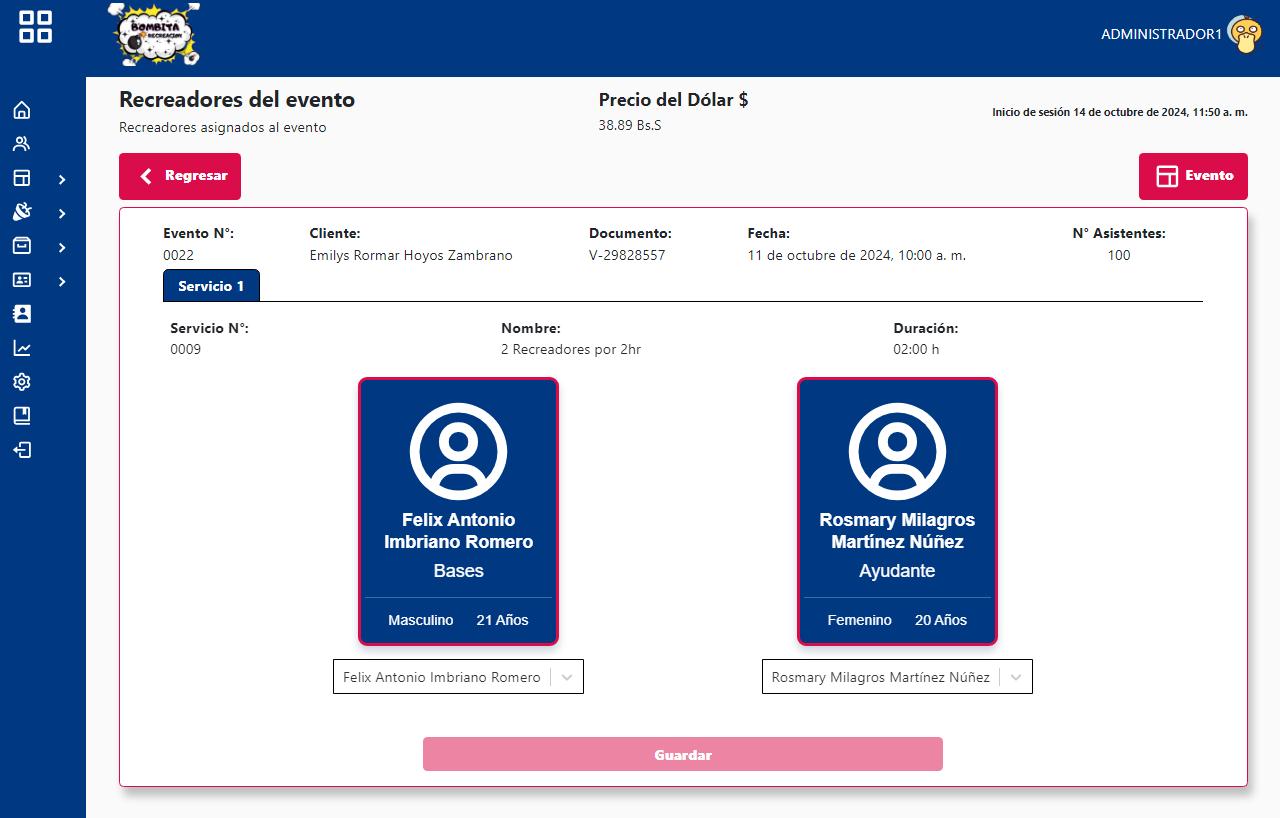 BOMBITA
RECREACION
ADMINISTRADOR1
Recreadores del evento
Recreadores asignados al evento
Precio del Dólar $
38.89 Bs.S
Inicio de sesión 14 de octubre de 2024, 11:50 a. m.
Regresar
Evento
Evento N°:
0022
Cliente:
Emilys Rormar Hoyos Zambrano
Documento:
V-29828557
Fecha:
11 de octubre de 2024, 10:00 a. m.
N° Asistentes:
100
Servicio 1
Servicio N°:
0009
Nombre:
2 Recreadores por 2hr
Duración:
02:00 h
Felix Antonio
Imbriano Romero
Bases
Masculino 21 Años
Felix Antonio Imbriano Romero
Rosmary Milagros
Martínez Núñez
Ayudante
Femenino 20 Años
Rosmary Milagros Martínez Núñez
Guardar